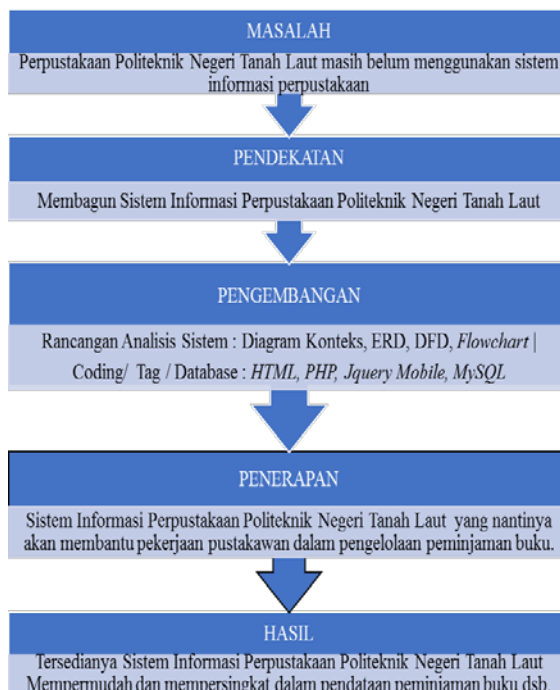 MASALAH
Perpustakaan Politeknik Negeri Tanah Laut masih belum menggunakan sistem
informasi perpustakaan
PENDEKATAN
Membagun Sistem Informasi Perpustakaan Politeknik Negeri Tanah Laut
PENGEMBANGAN
Rancangan Analisis Sistem : Diagram Konteks, ERD, DFD, Flowchart |
Coding/ Tag / Database : HTML, PHP, Jquery Mobile, MySQL
PENERAPAN
Sistem Informasi Perpustakaan Politeknik Negeri Tanah Laut yang nantinya
akan membantu pekerjaan pustakawan dalam pengelolaan peminjaman buku.
HASIL
Tersedianya Sistem Informasi Perpustakaan Politeknik Negeri Tanah Laut
Mempermudah dan mempersingkat dalam pendataan peminjaman buku dsb